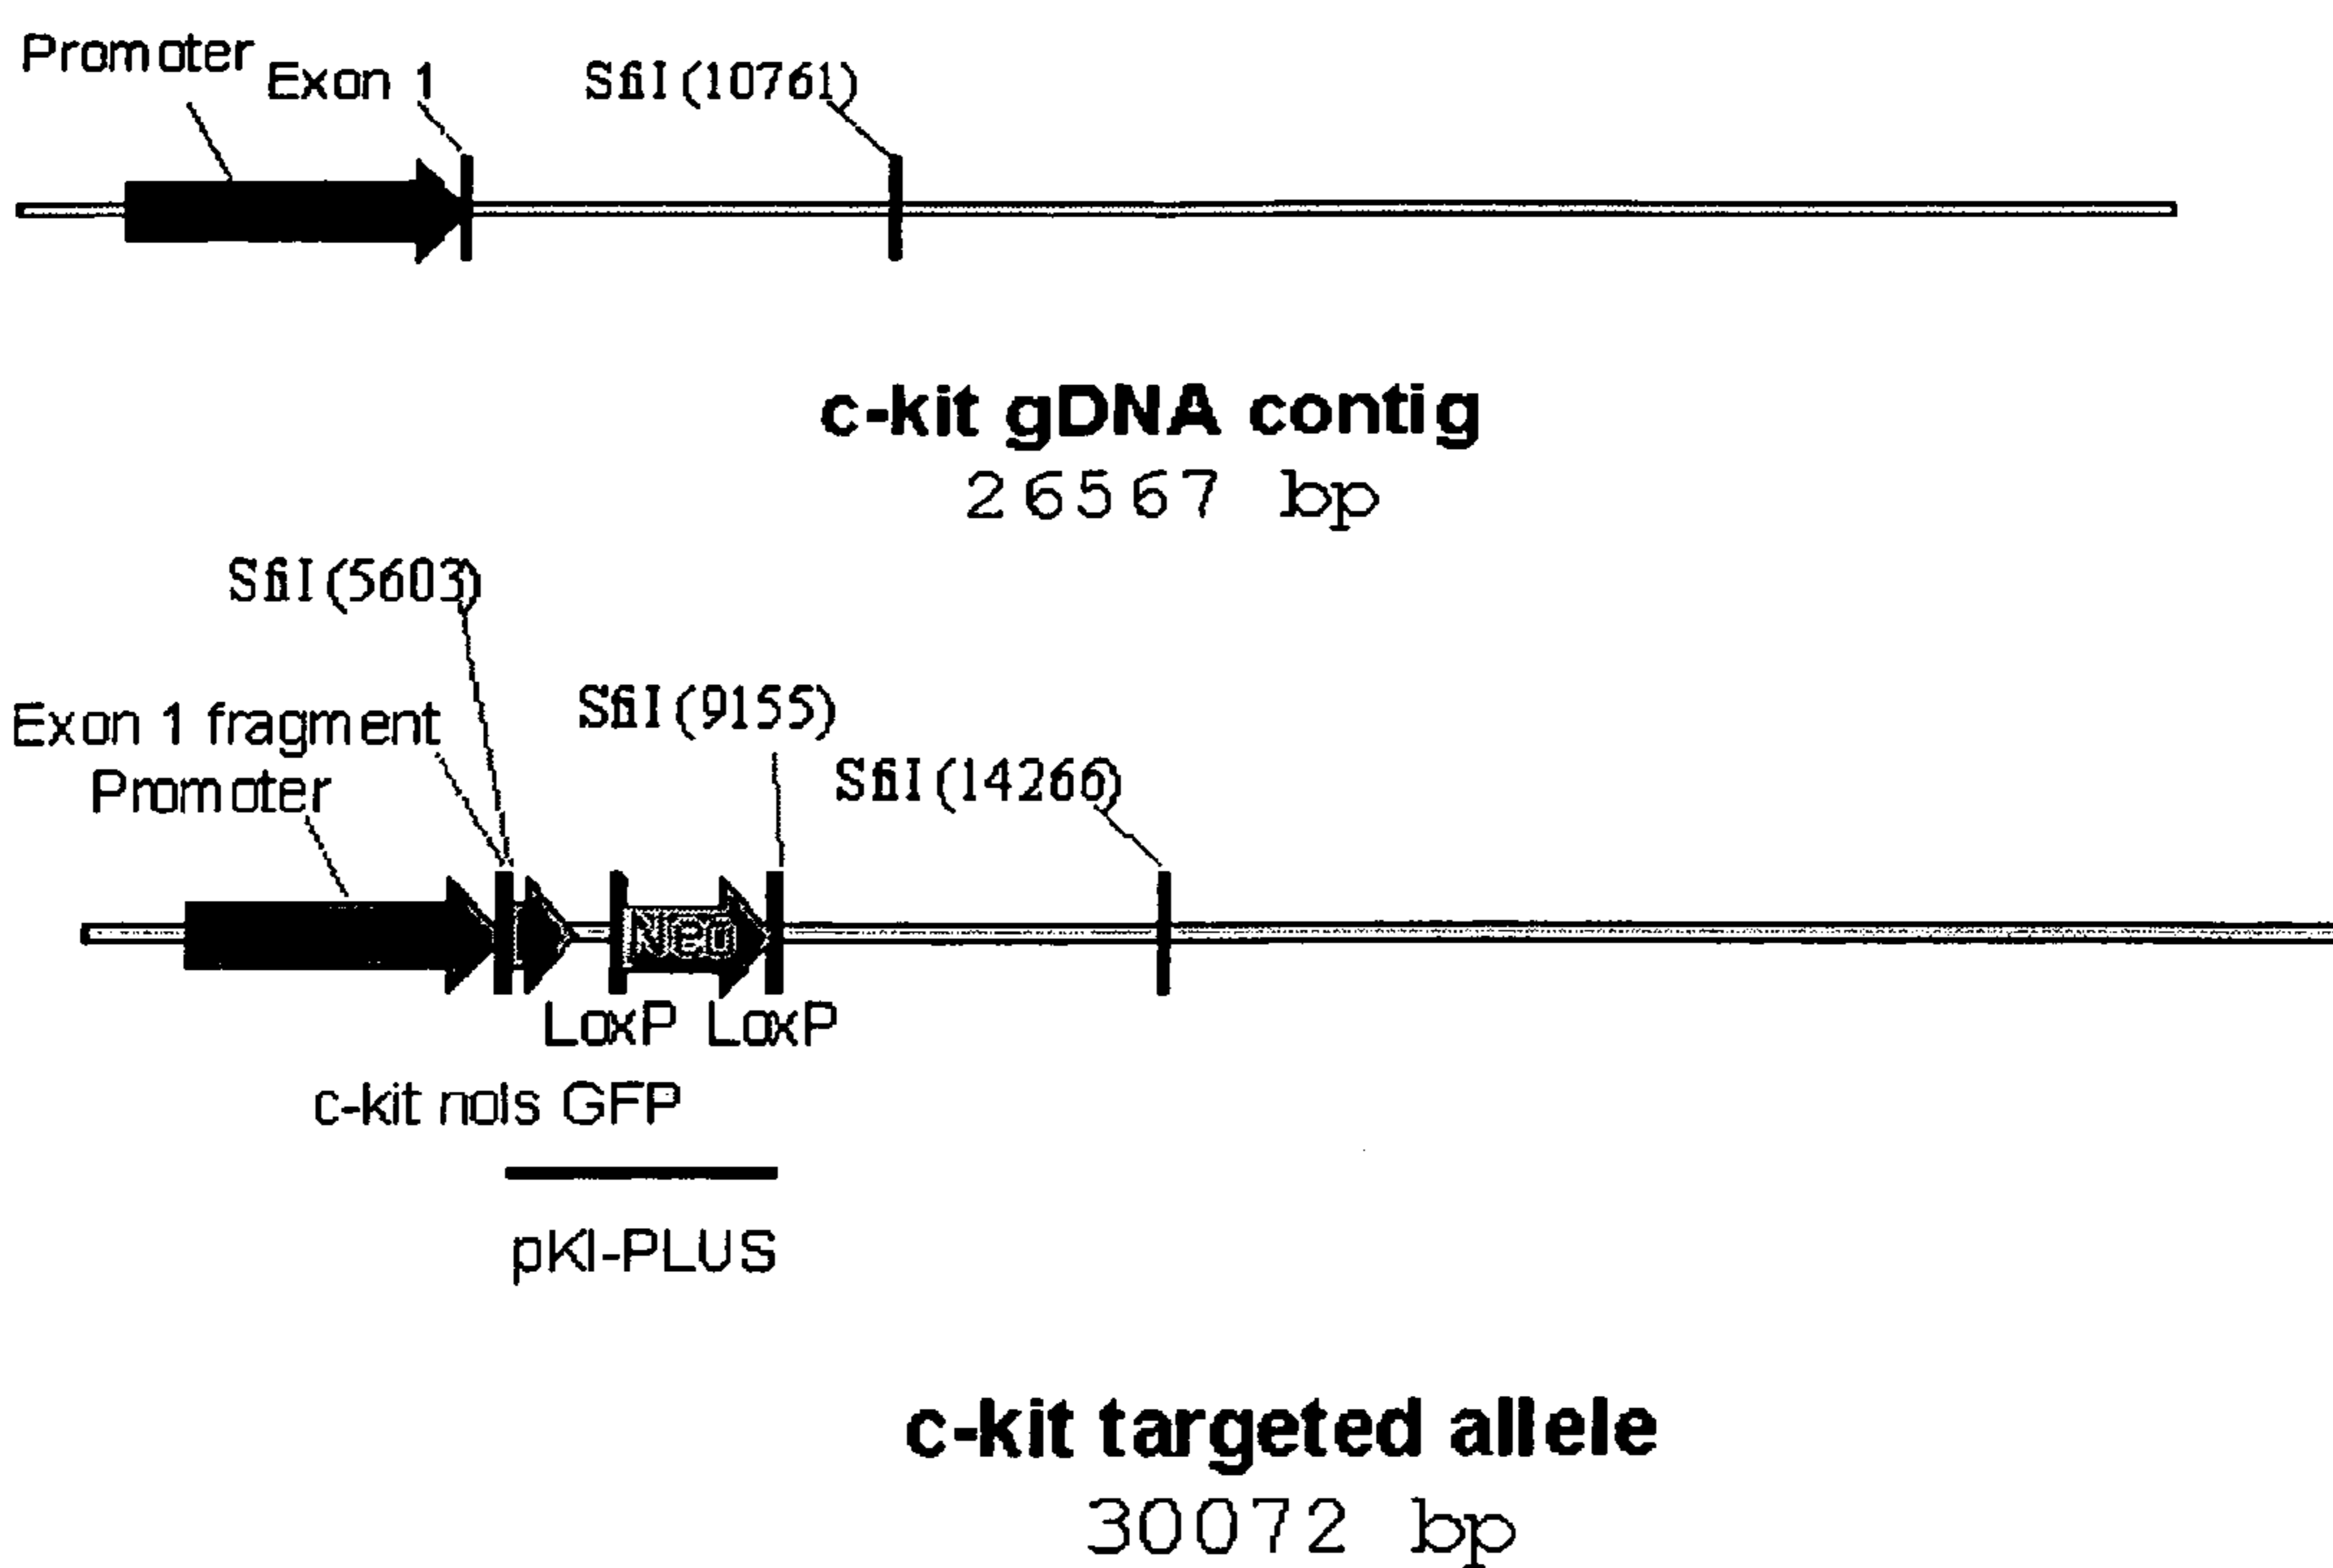 Promoter
Exon 1
SfiI (10761)
c-kit gDNA contig
26567 bp
SfiI (5603)
Exon 1 fragment
SfiI (9155)
Promoter
SfiI (14266)
Neo
LoxP LoxP
c-kit nols GFP
pKI-PLUS
c-kit targeted allele
30072 bp